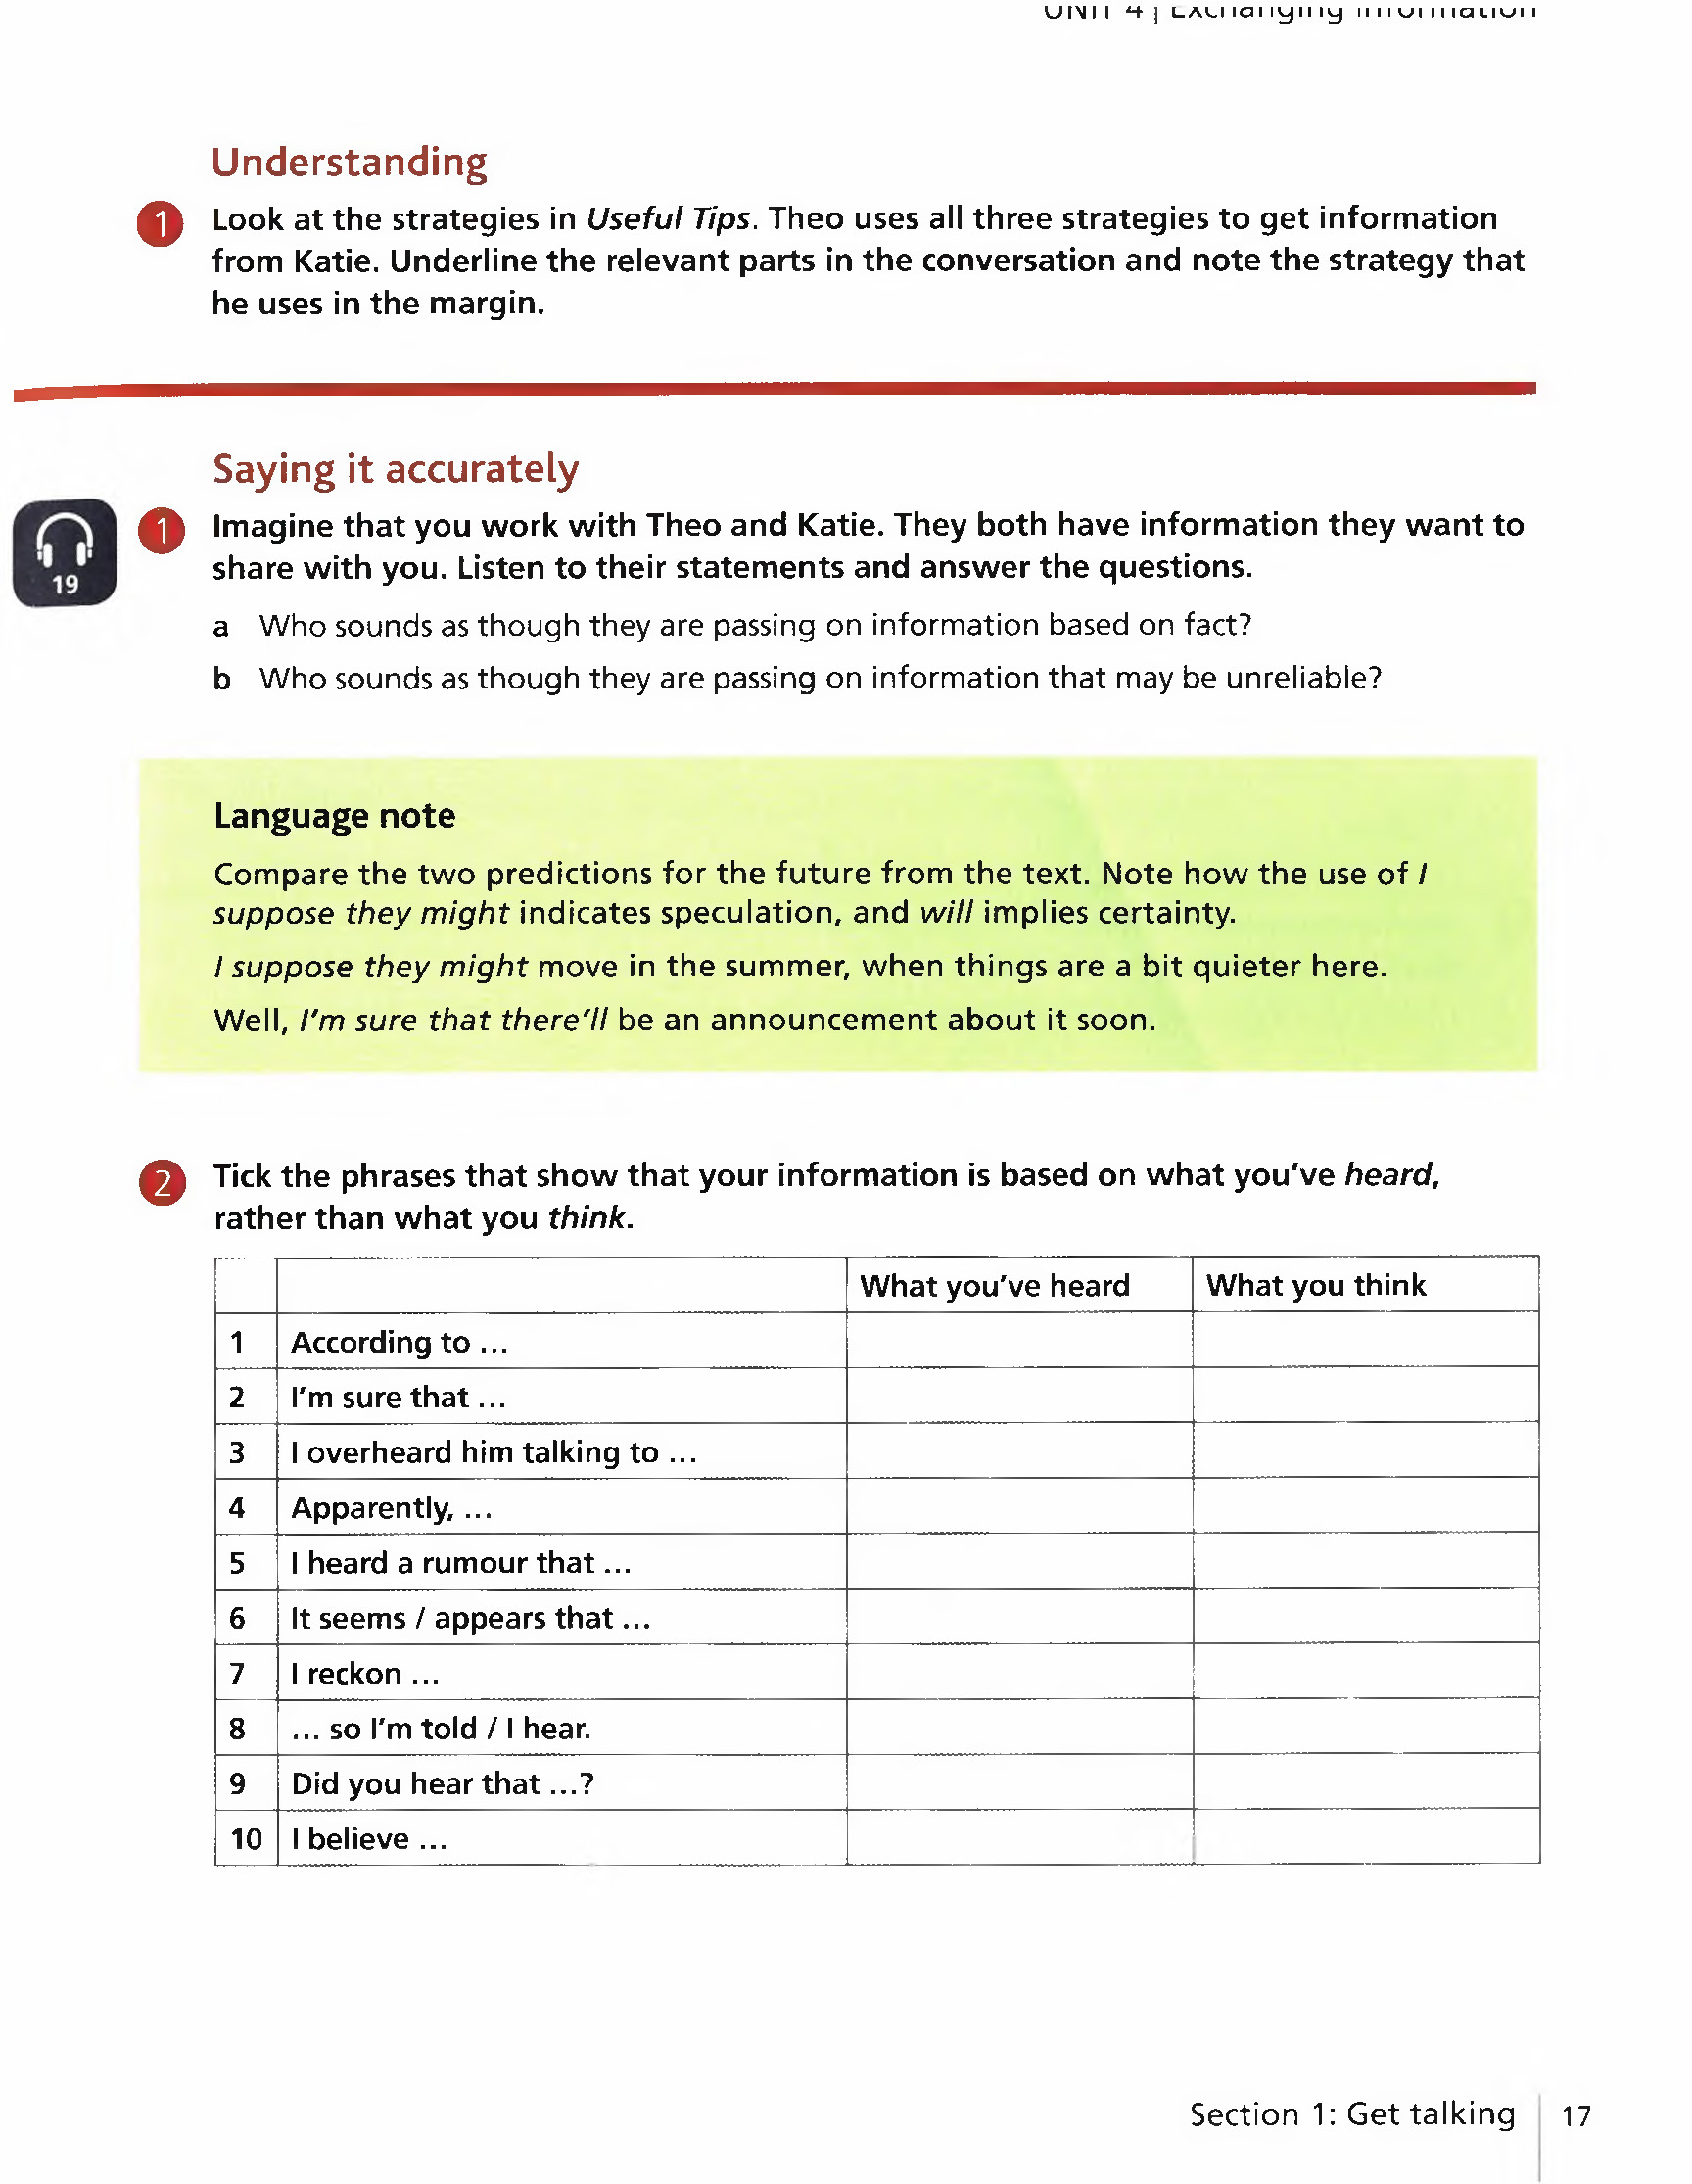 UNIT 4 | Exchanging information
Understanding
1 Look at the strategies in Useful Tips. Theo uses all three strategies to get information
from Katie. Underline the relevant parts in the conversation and note the strategy that
he uses in the margin.
Saying it accurately
1 Imagine that you work with Theo and Katie. They both have information they want to
share with you. Listen to their statements and answer the questions.
19
a Who sounds as though they are passing on information based on fact?
b Who sounds as though they are passing on information that may be unreliable?
Language note
Compare the two predictions for the future from the text. Note how the use of I
suppose they might indicates speculation, and will implies certainty.
I suppose they might move in the summer, when things are a bit quieter here.
Well, I'm sure that there'll be an announcement about it soon.
2 Tick the phrases that show that your information is based on what you've heard,
rather than what you think.
What you've heard What you think
1 According to ...
2 I'm sure that ...
3 I overheard him talking to ...
4 Apparently, ...
5 I heard a rumour that ...
6 It seems / appears that ...
7 I reckon ...
8 ... so I'm told / I hear.
9 Did you hear that ...?
10 I believe ...
Section 1: Get talking 17